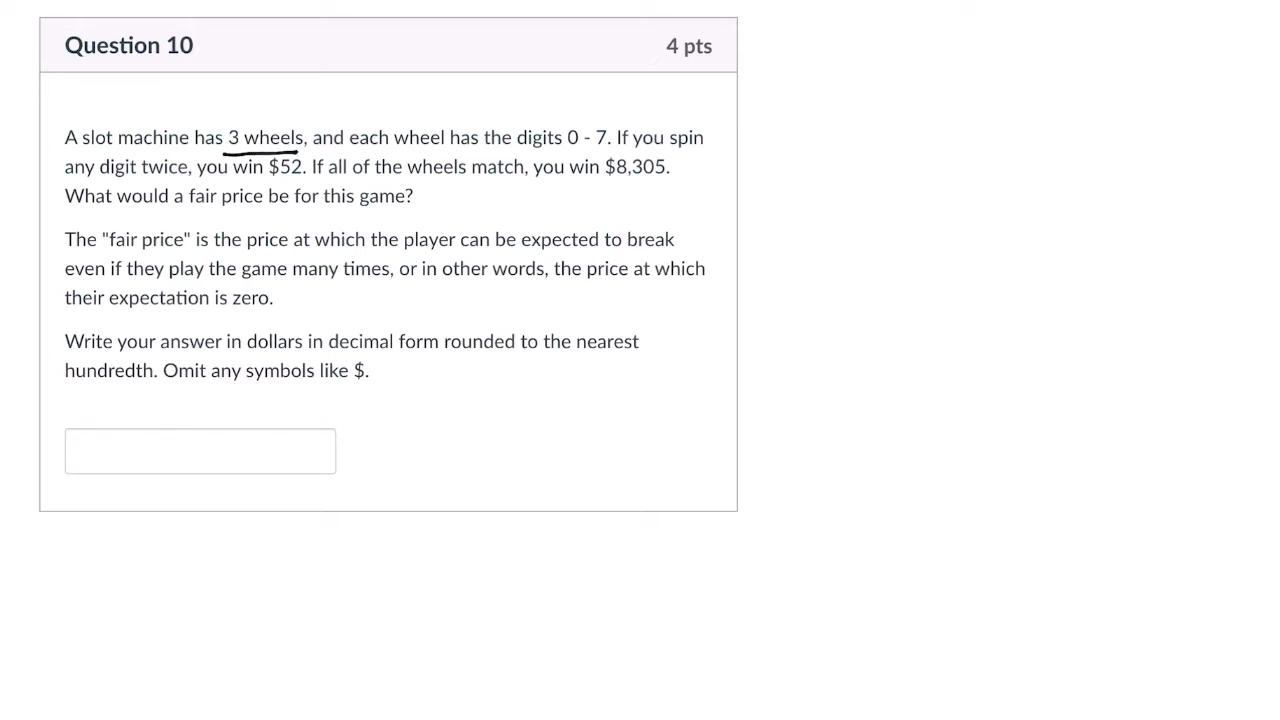 Question 10
4 pts
A slot machine has 3 wheels, and each wheel has the digits 0 - 7. If you spin
any digit twice, you win $52. If all of the wheels match, you win $8,305.
What would a fair price be for this game?
The "fair price" is the price at which the player can be expected to break
even if they play the game many times, or in other words, the price at which
their expectation is zero.
Write your answer in dollars in decimal form rounded to the nearest
hundredth. Omit any symbols like $.